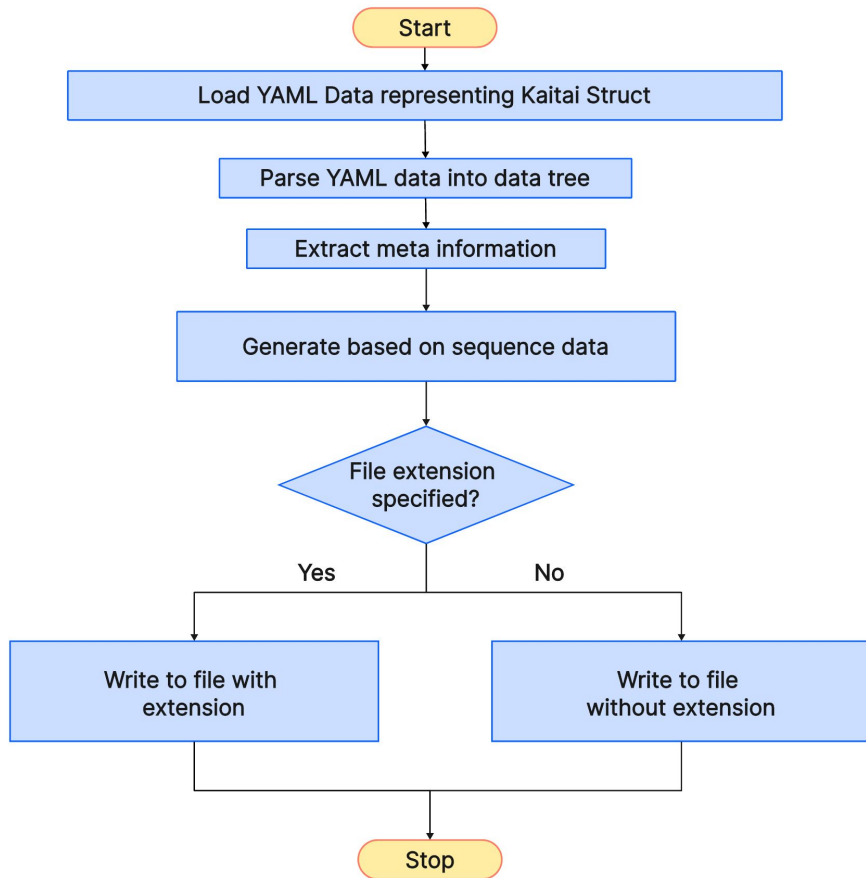 Start
Load YAML Data representing Kaitai Struct
Parse YAML data into data tree
Extract meta information
Generate based on sequence data
File extension
specified?
Yes
No
Write to file with
extension
Write to file
without extension
Stop